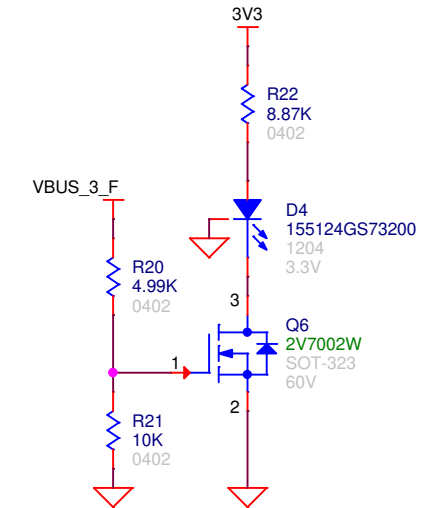 3V3
R22
8.87K
0402
VBUS_3_F
D4
155124GS73200
1204
3.3V
R20
4.99K
0402
3
Q6
2V7002W
SOT-323
60V
1
2
R21
10K
0402